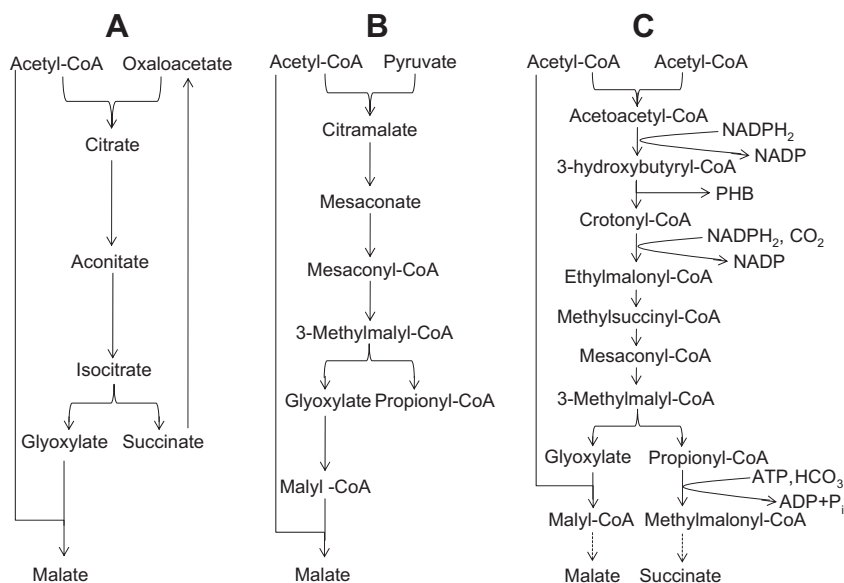 A
Acetyl-CoA Oxaloacetate
Citrate
Aconitate
Isocitrate
Glyoxylate Succinate
Malate
B
Acetyl-CoA Pyruvate
Citramalate
Mesaconate
Mesaconyl-CoA
3-Methylmalyl-CoA
Glyoxylate Propionyl-CoA
Malyl -CoA
Malate
C
Acetyl-CoA Acetyl-CoA
Acetoacetyl-CoA
NADPH₂
NADP
3-hydroxybutyryl-CoA
PHB
Crotonyl-CoA
NADPH₂, CO₂
NADP
Ethylmalonyl-CoA
Methylsuccinyl-CoA
Mesaconyl-CoA
3-Methylmalyl-CoA
Glyoxylate Propionyl-CoA
ATP,HCO₃
ADP+Pᵢ
Malyl-CoA Methylmalonyl-CoA
Malate Succinate